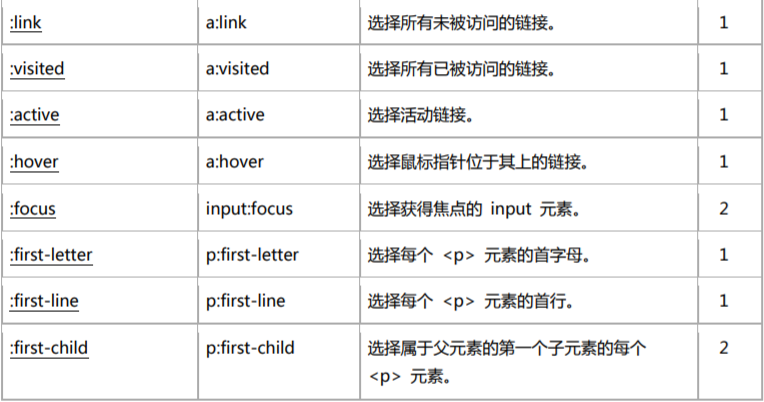 :link a:link 选择所有未被访问的链接。 1
:visited a:visited 选择所有已被访问的链接。 1
:active a:active 选择活动链接。 1
:hover a:hover 选择鼠标指针位于其上的链接。 1
:focus input:focus 选择获得焦点的 input 元素。 2
:first-letter p:first-letter 选择每个 <p> 元素的首字母。 1
:first-line p:first-line 选择每个 <p> 元素的首行。 1
:first-child p:first-child 选择属于父元素的第一个子元素的每个 2
<p> 元素。